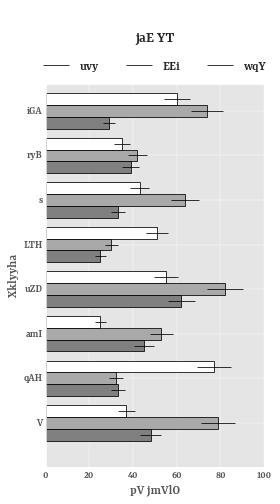 jaE YT
uvy EEi wqY
iGA
ryB
s
LTH
uZD
amI
qAH
V
Xklyyha
0 20 40 60 80 100
pV jmVlO